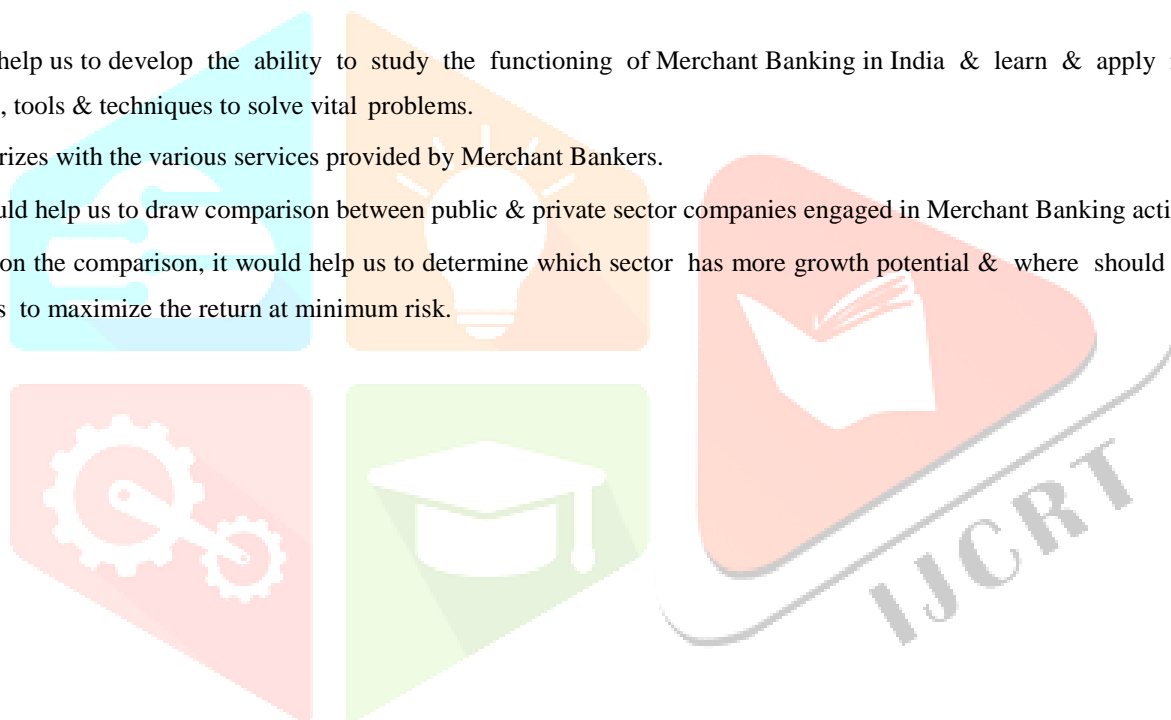 help us to develop the ability to study the functioning of Merchant Banking in India & learn & apply
, tools & techniques to solve vital problems.
rizes with the various services provided by Merchant Bankers.
uld help us to draw comparison between public & private sector companies engaged in Merchant Banking acti
on the comparison, it would help us to determine which sector has more growth potential & where should
s to maximize the return at minimum risk.
IJCRT